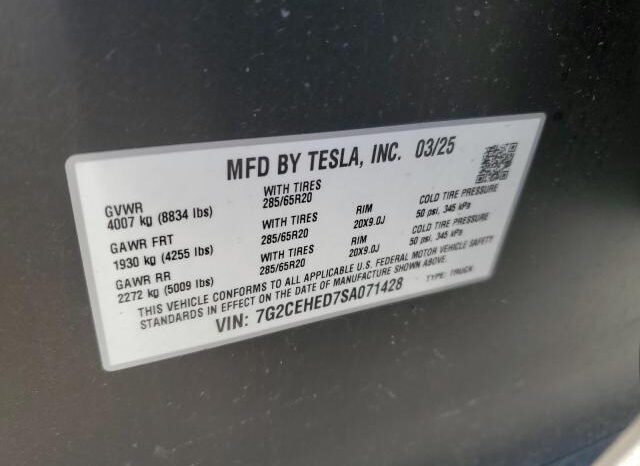 MFD BY TESLA, INC. 03/25
GVWR WITH TIRES
4007 kg (8834 lbs) 285/65R20
GAWR FRT WITH TIRES RIM COLD TIRE PRESSURE
1930 kg (4255 lbs) 285/65R20 20X9.0J 50 psi, 345 kPa
GAWR RR WITH TIRES RIM COLD TIRE PRESSURE
2272 kg (5009 lbs) 285/65R20 20X9.0J 50 psi, 345 kPa
THIS VEHICLE CONFORMS TO ALL APPLICABLE U.S. FEDERAL MOTOR VEHICLE SAFETY
STANDARDS IN EFFECT ON THE DATE OF MANUFACTURE SHOWN ABOVE.
VIN: 7G2CEHED7SA071428 TYPE: TRUCK